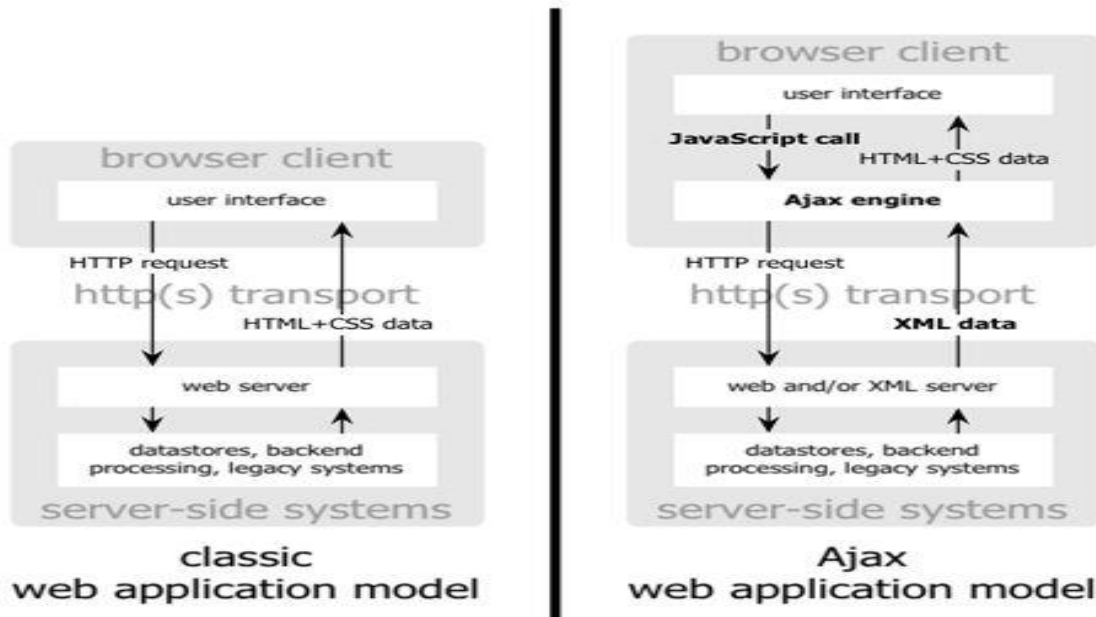 browser client
user interface
HTTP request
http(s) transport
HTML+CSS data
web server
datastores, backend
processing, legacy systems
server-side systems
classic
web application model
browser client
user interface
JavaScript call
HTML+CSS data
Ajax engine
HTTP request
http(s) transport
XML data
web and/or XML server
datastores, backend
processing, legacy systems
server-side systems
Ajax
web application model